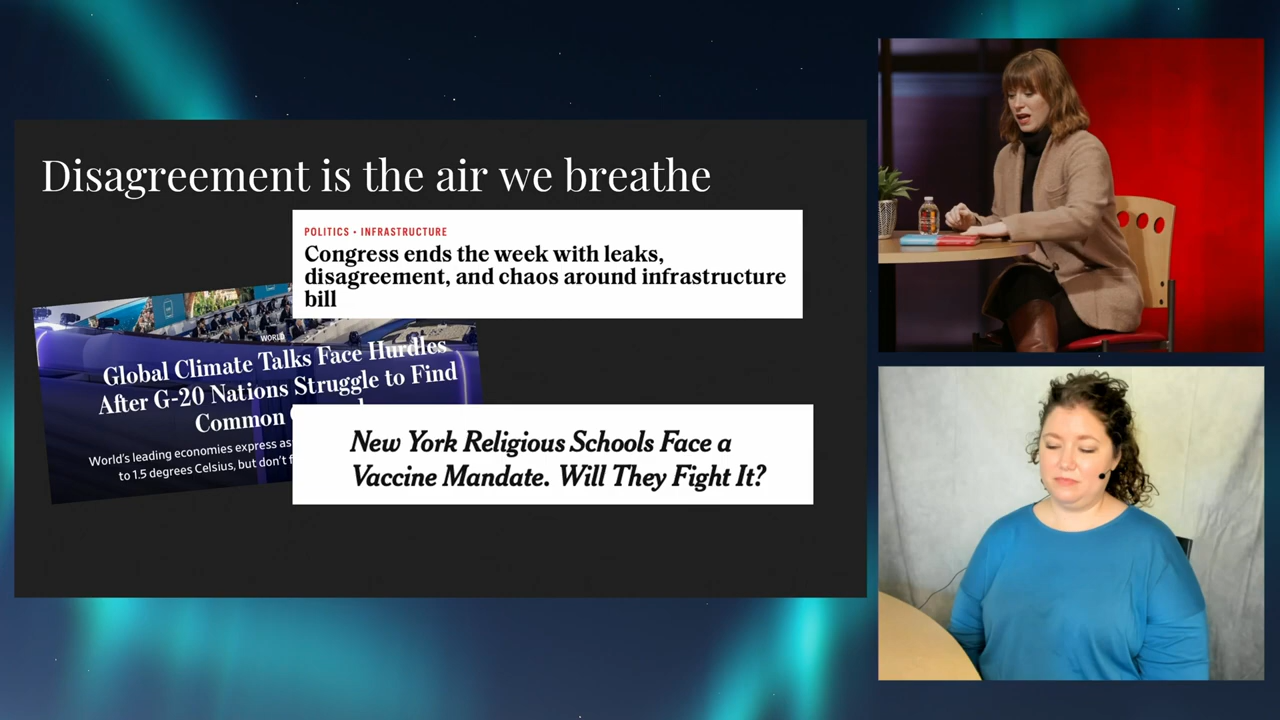 Disagreement is the air we breathe
POLITICS • INFRASTRUCTURE
Congress ends the week with leaks,
disagreement, and chaos around infrastructure
bill
WORLD
Global Climate Talks Face Hurdles
After G-20 Nations Struggle to Find
Common
World's leading economies express as
to 1.5 degrees Celsius, but don't f
New York Religious Schools Face a
Vaccine Mandate. Will They Fight It?